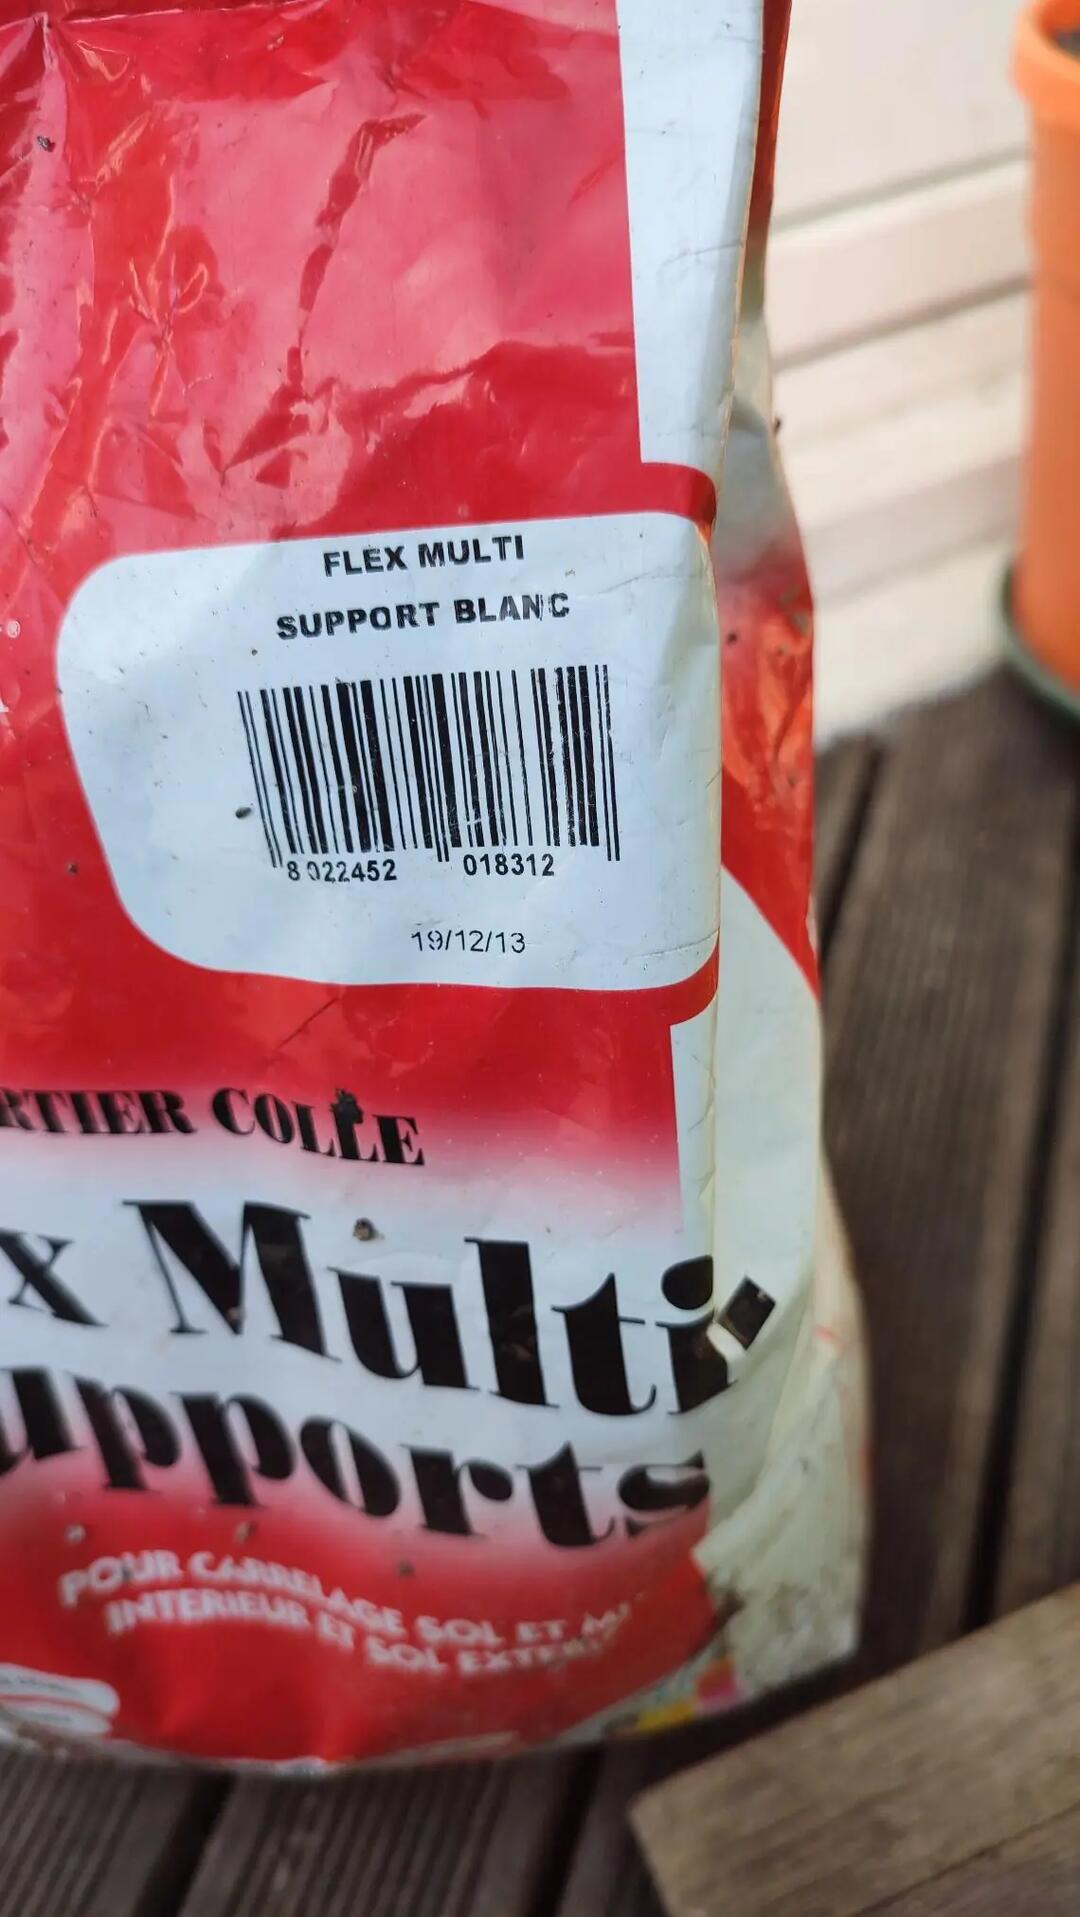 FLEX MULTI
SUPPORT BLANC
8 022452 018312
19/12/13
RTIER COLLE
x Multi
upports
POUR CARRELAGE SOL ET
INTERIEUR ET SOL